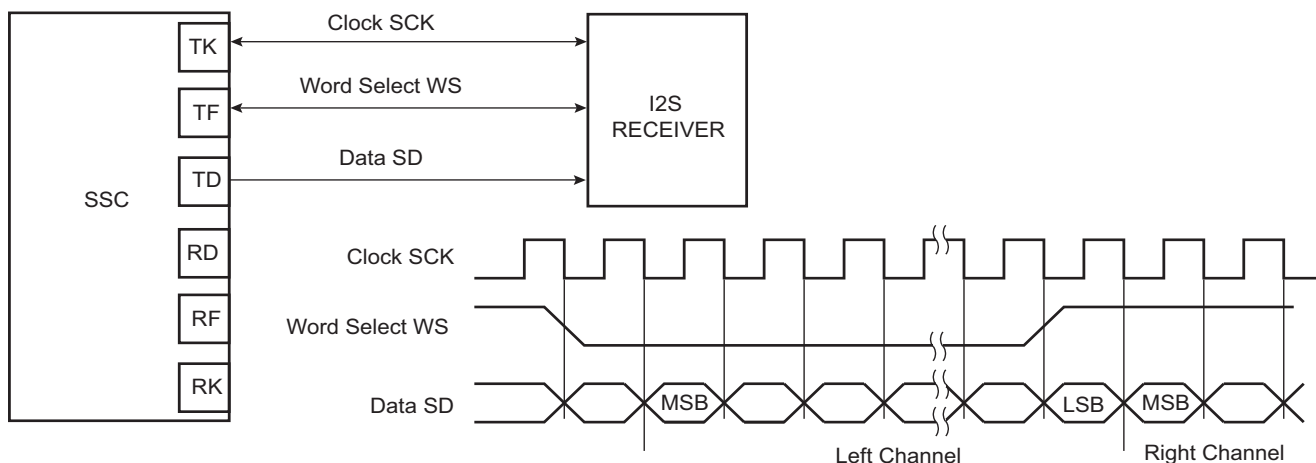 SSC
TK
TF
TD
RD
RF
RK
Clock SCK
Word Select WS
Data SD
I2S
RECEIVER
Clock SCK
Word Select WS
Data SD
MSB
LSB
MSB
Left Channel
Right Channel